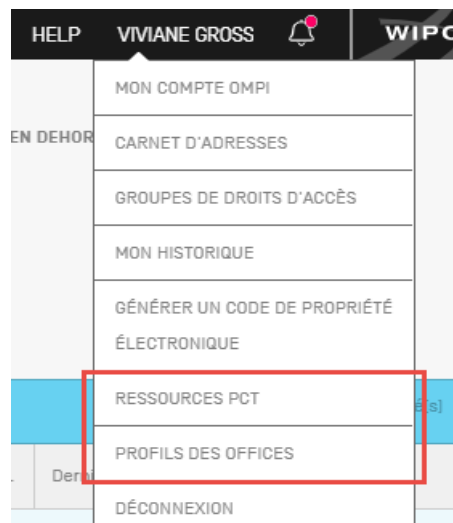 HELP VIVIANE GROSS WIPO
MON COMPTE OMPI
EN DEHOR
CARNET D'ADRESSES
GROUPES DE DROITS D'ACCÈS
MON HISTORIQUE
GÉNÉRER UN CODE DE PROPRIÉTÉ
ÉLECTRONIQUE
RESSOURCES PCT
é(s)
PROFILS DES OFFICES
Derni
DÉCONNEXION